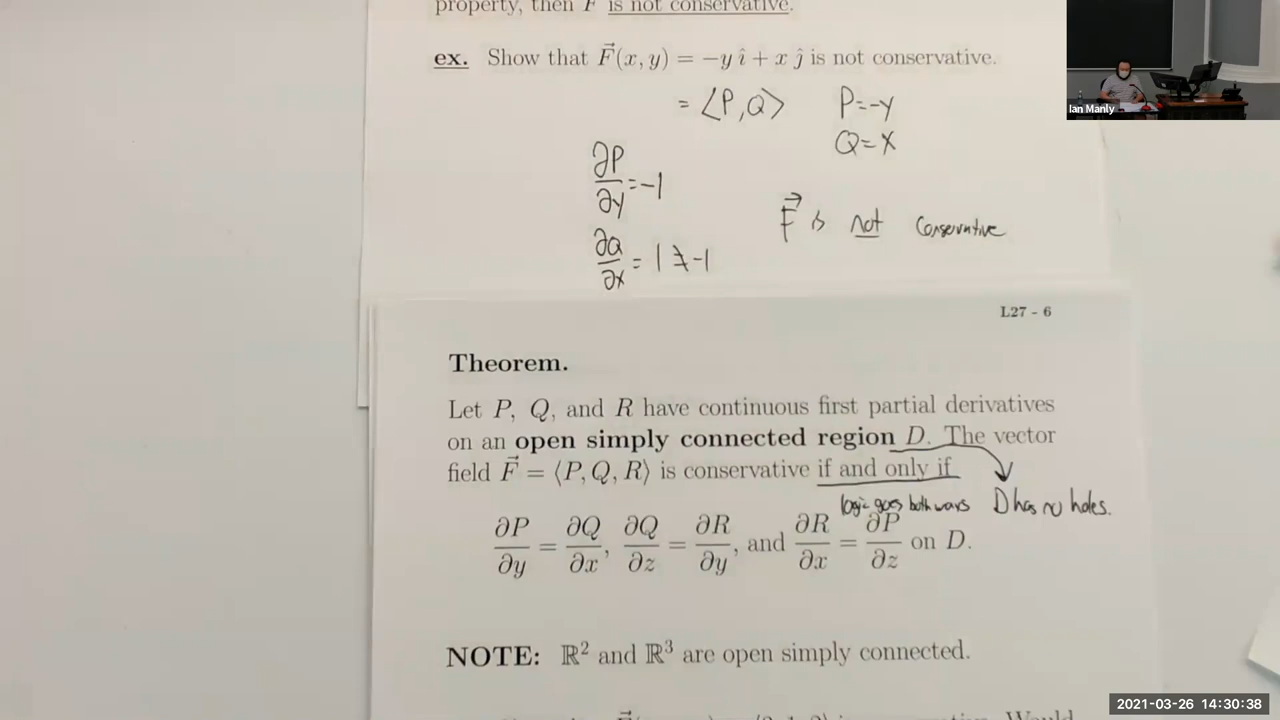 property, then F⃗ is not conservative.
ex. Show that F⃗(x, y) = −y î + x ĵ is not conservative.
= ⟨P, Q⟩ P=-y
Q=x
∂P/∂y = -1
F⃗ is not conservative
∂Q/∂x = 1 ≠ -1
L27 - 6
Theorem.
Let P, Q, and R have continuous first partial derivatives
on an open simply connected region D. The vector
field F⃗ = ⟨P, Q, R⟩ is conservative if and only if
logic goes both ways D has no holes.
∂P/∂y = ∂Q/∂x, ∂Q/∂z = ∂R/∂y, and ∂R/∂x = ∂P/∂z on D.
NOTE: ℝ² and ℝ³ are open simply connected.
Ian Manly
2021-03-26 14:30:38